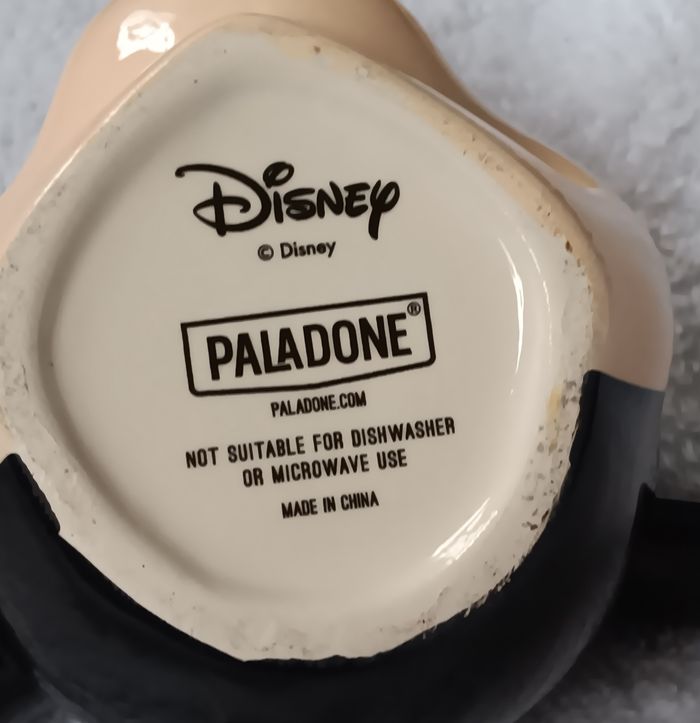 Disney
© Disney
PALADONE®
PALADONE.COM
NOT SUITABLE FOR DISHWASHER
OR MICROWAVE USE
MADE IN CHINA